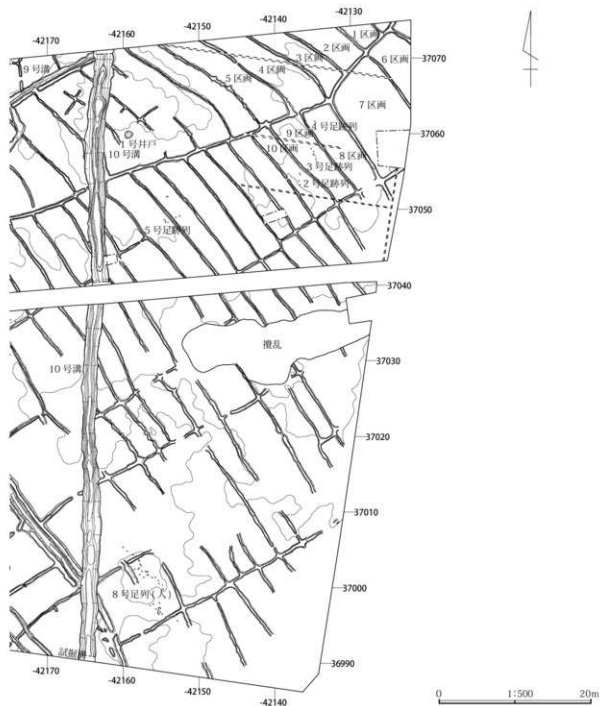 -42170
-42160
-42150
-42140
-42130
1区画
2区画
3区画
4区画
5区画
6区画
37070
9号溝
7区画
1号井戸
10号溝
4号足跡列
9区画
10区画
8区画
3号足跡列
2号足跡列
37060
37050
5号足跡列
37040
攪乱
37030
10号溝
37020
37010
37000
8号足列(人)
36990
-42170
-42160
-42150
-42140
0
1:500
20m